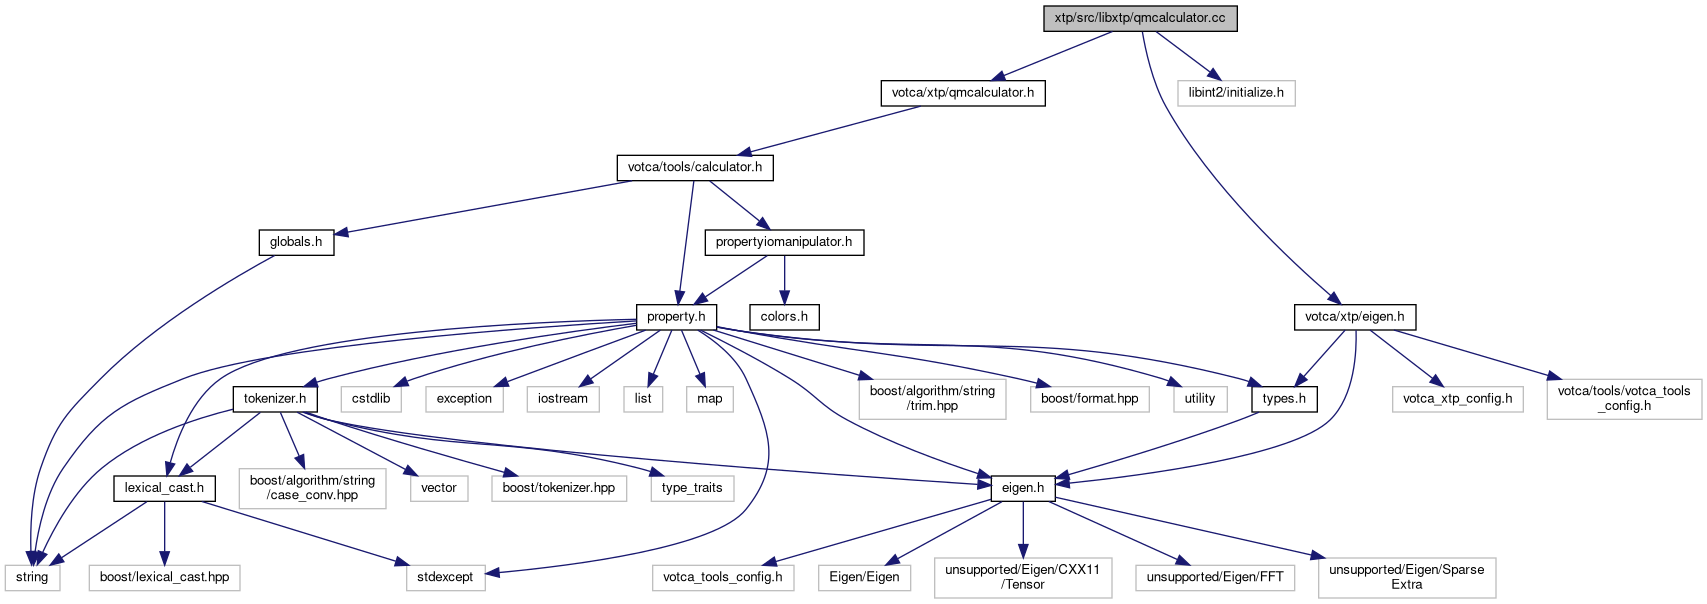 xtp/src/libxtp/qmcalculator.cc
votca/xtp/qmcalculator.h
libint2/initialize.h
votca/tools/calculator.h
globals.h
propertyiomanipulator.h
property.h
colors.h
votca/xtp/eigen.h
tokenizer.h
cstdlib
exception
iostream
list
map
boost/algorithm/string
/trim.hpp
boost/format.hpp
utility
types.h
votca_xtp_config.h
votca/tools/votca_tools
_config.h
lexical_cast.h
boost/algorithm/string
/case_conv.hpp
vector
boost/tokenizer.hpp
type_traits
eigen.h
string
boost/lexical_cast.hpp
stdexcept
votca_tools_config.h
Eigen/Eigen
unsupported/Eigen/CXX11
/Tensor
unsupported/Eigen/FFT
unsupported/Eigen/Sparse
Extra